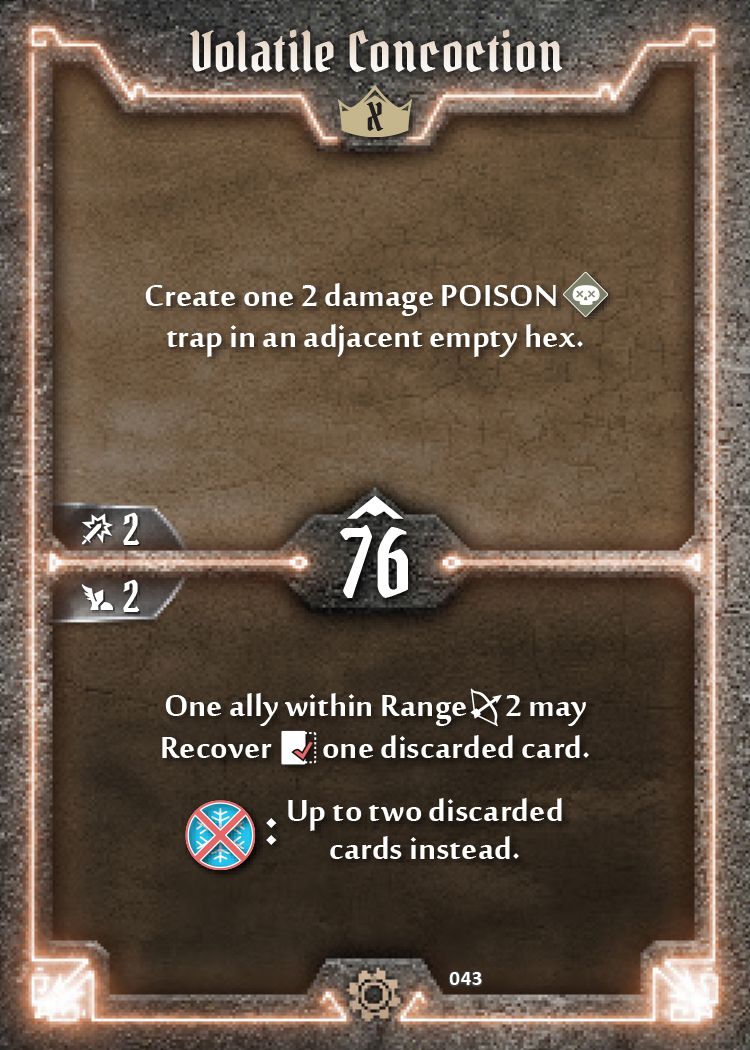 Volatile Concoction
X
Create one 2 damage POISON
trap in an adjacent empty hex.
2
76
2
One ally within Range 2 may
Recover one discarded card.
: Up to two discarded
cards instead.
043